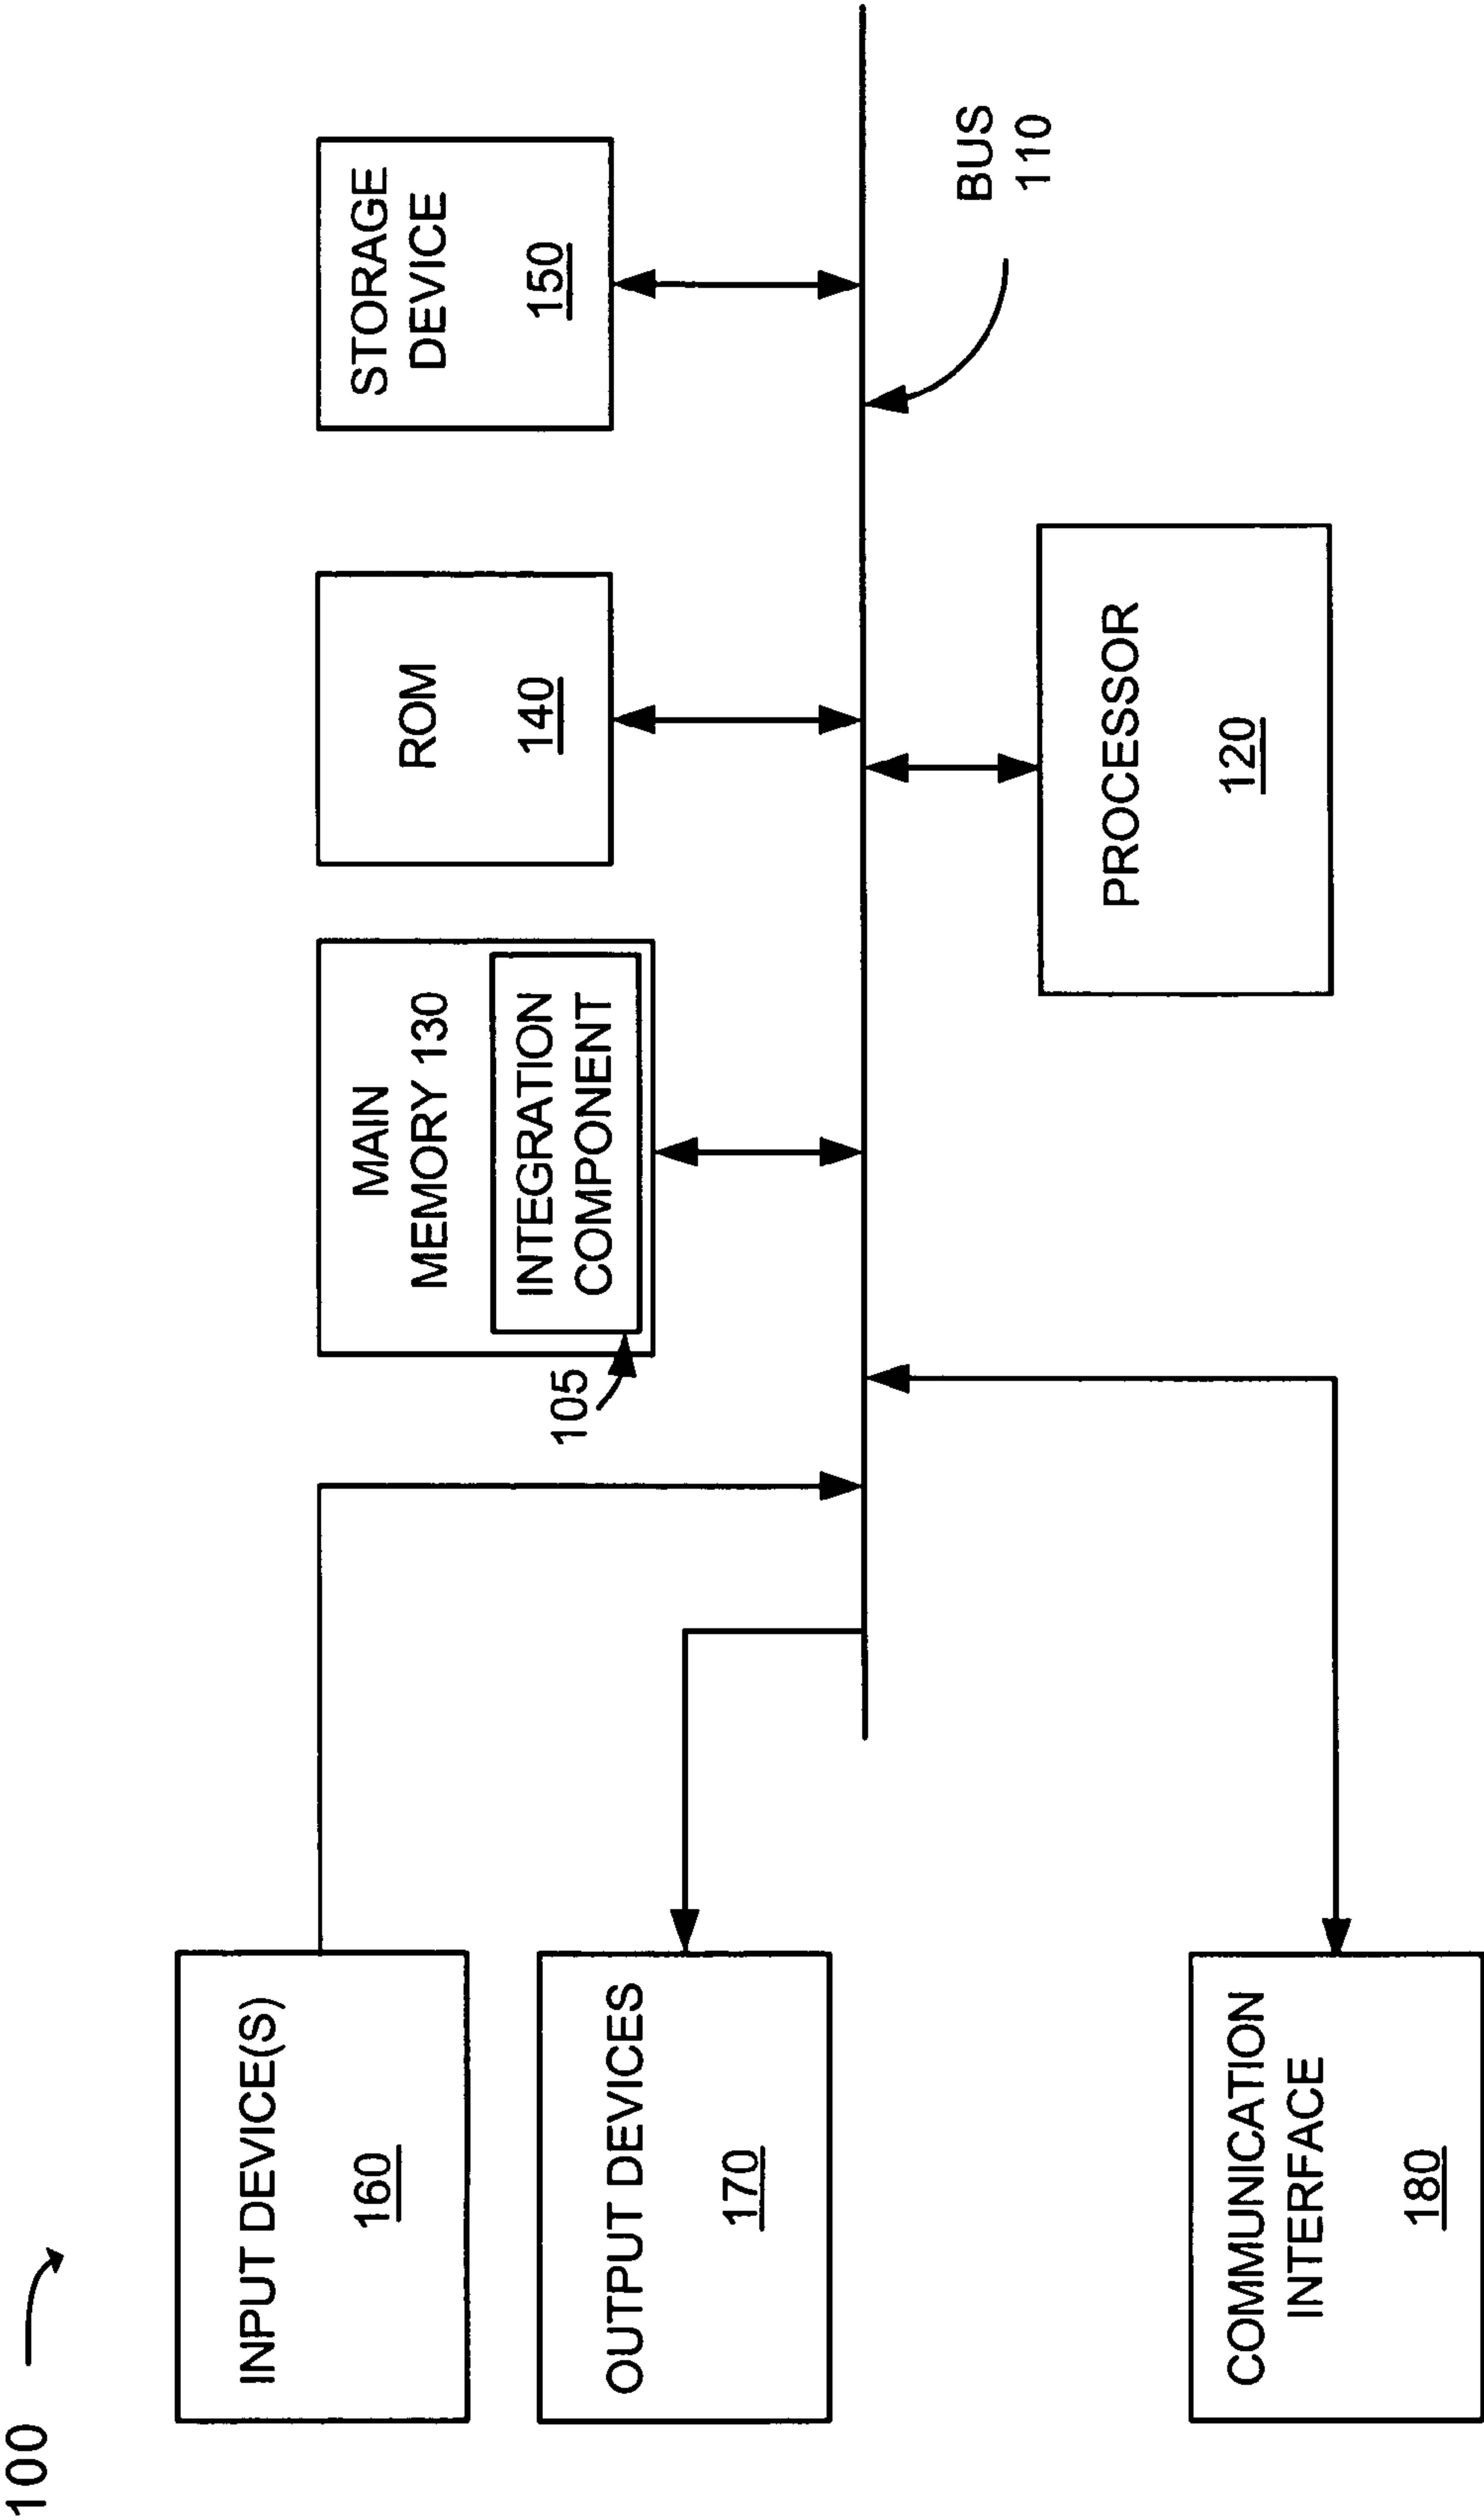 100
INPUT DEVICE(S)
160
OUTPUT DEVICES
170
COMMUNICATION
INTERFACE
180
MAIN
MEMORY 130
INTEGRATION
COMPONENT
105
ROM
140
STORAGE
DEVICE
150
BUS
110
PROCESSOR
120